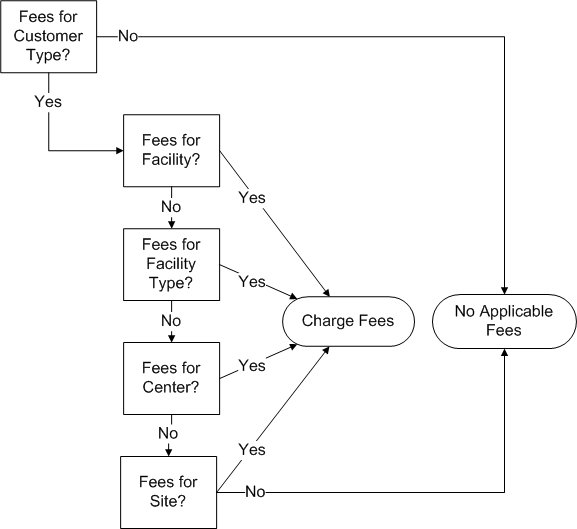 Fees for
Customer
Type?
No
Yes
Fees for
Facility?
Yes
No
Fees for
Facility
Type?
Yes
No
Charge Fees
No Applicable
Fees
Fees for
Center?
Yes
No
Fees for
Site?
Yes
No